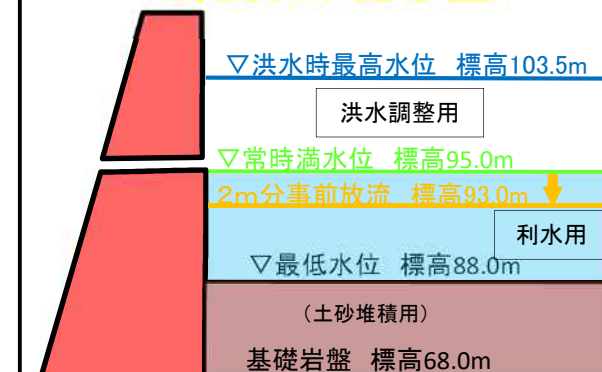 ▽洪水時最高水位 標高103.5m
洪水調整用
▽常時満水位 標高95.0m
2m分事前放流 標高93.0m
利水用
▽最低水位 標高88.0m
（土砂堆積用）
基礎岩盤 標高68.0m